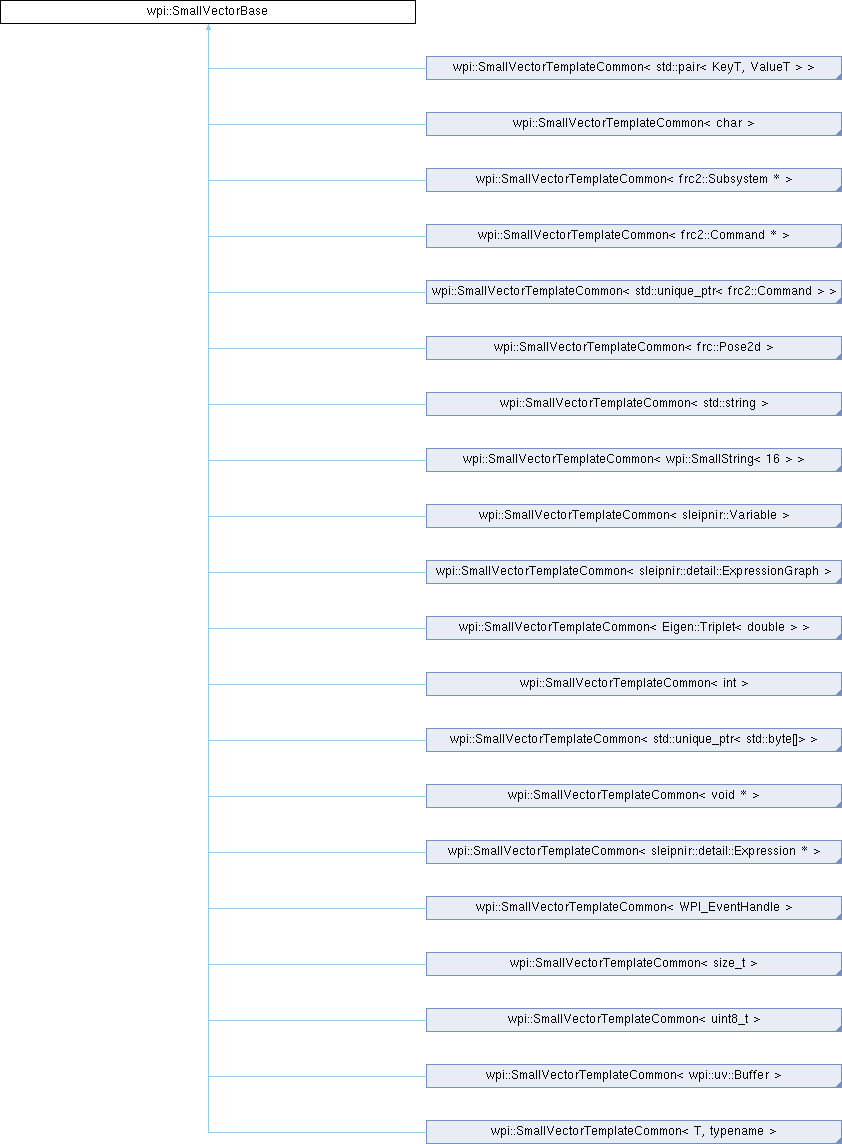 wpi::SmallVectorBase
wpi::SmallVectorTemplateCommon< std::pair< KeyT, ValueT > >
wpi::SmallVectorTemplateCommon< char >
wpi::SmallVectorTemplateCommon< frc2::Subsystem * >
wpi::SmallVectorTemplateCommon< frc2::Command * >
wpi::SmallVectorTemplateCommon< std::unique_ptr< frc2::Command > >
wpi::SmallVectorTemplateCommon< frc::Pose2d >
wpi::SmallVectorTemplateCommon< std::string >
wpi::SmallVectorTemplateCommon< wpi::SmallString< 16 > >
wpi::SmallVectorTemplateCommon< sleipnir::Variable >
wpi::SmallVectorTemplateCommon< sleipnir::detail::ExpressionGraph >
wpi::SmallVectorTemplateCommon< Eigen::Triplet< double > >
wpi::SmallVectorTemplateCommon< int >
wpi::SmallVectorTemplateCommon< std::unique_ptr< std::byte[]> >
wpi::SmallVectorTemplateCommon< void * >
wpi::SmallVectorTemplateCommon< sleipnir::detail::Expression * >
wpi::SmallVectorTemplateCommon< WPI_EventHandle >
wpi::SmallVectorTemplateCommon< size_t >
wpi::SmallVectorTemplateCommon< uint8_t >
wpi::SmallVectorTemplateCommon< wpi::uv::Buffer >
wpi::SmallVectorTemplateCommon< T, typename >